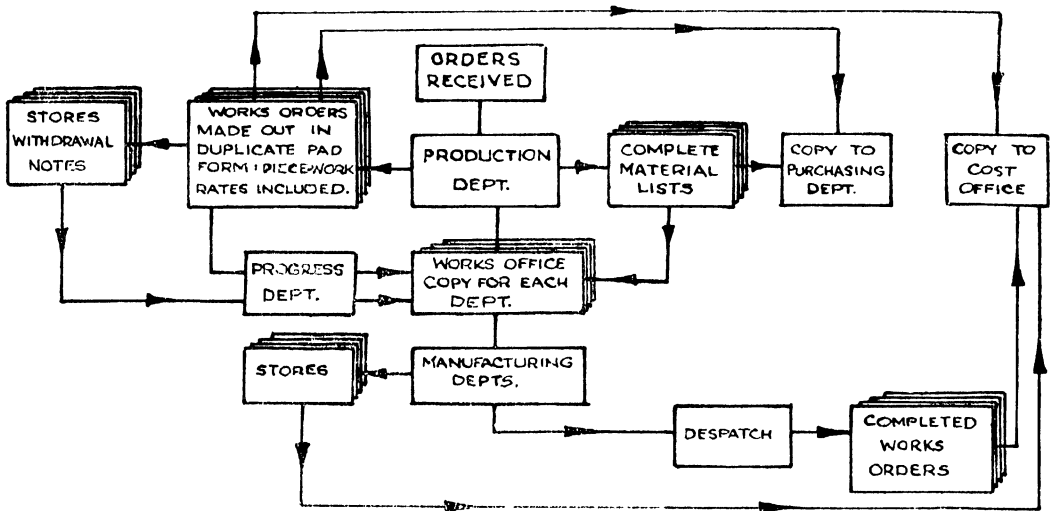 ORDERS
RECEIVED
STORES
WITHDRAWAL
NOTES
WORKS ORDERS
MADE OUT IN
DUPLICATE PAD
FORM : PIECE-WORK
RATES INCLUDED.
PRODUCTION
DEPT.
COMPLETE
MATERIAL
LISTS
COPY TO
PURCHASING
DEPT.
COPY TO
COST
OFFICE
PROGRESS
DEPT.
WORKS OFFICE
COPY FOR EACH
DEPT.
STORES
MANUFACTURING
DEPTS.
DESPATCH
COMPLETED
WORKS
ORDERS